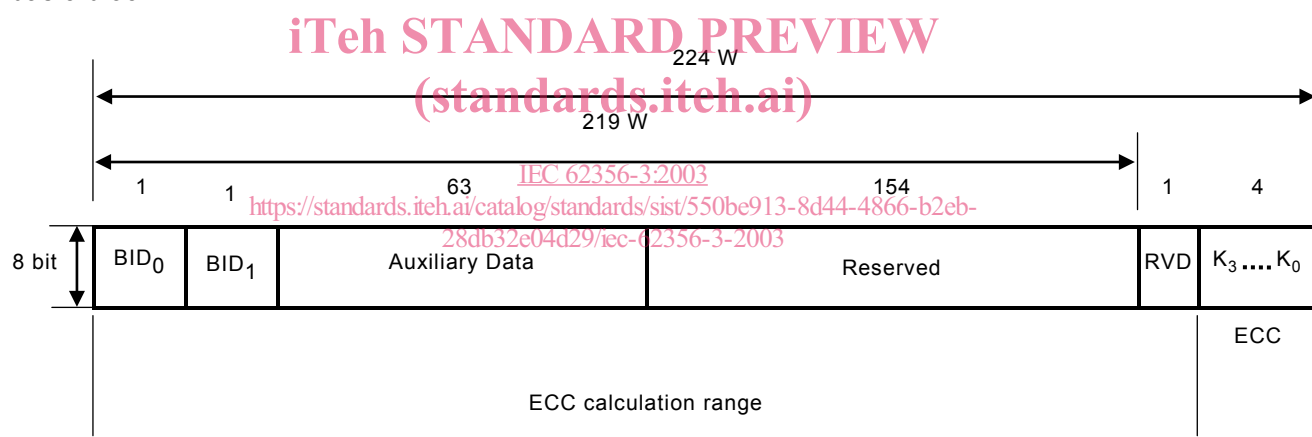 iTeh STANDARD PREVIEW
224 W
(standards.iteh.ai)
219 W
IEC 62356-3:2003
1 1 63 154 1 4
https://standards.iteh.ai/catalog/standards/sist/550be913-8d44-4866-b2eb-
28db32e04d29/iec-62356-3-2003
8 bit BID0 BID1 Auxiliary Data Reserved RVD K3 .... K0
ECC
ECC calculation range